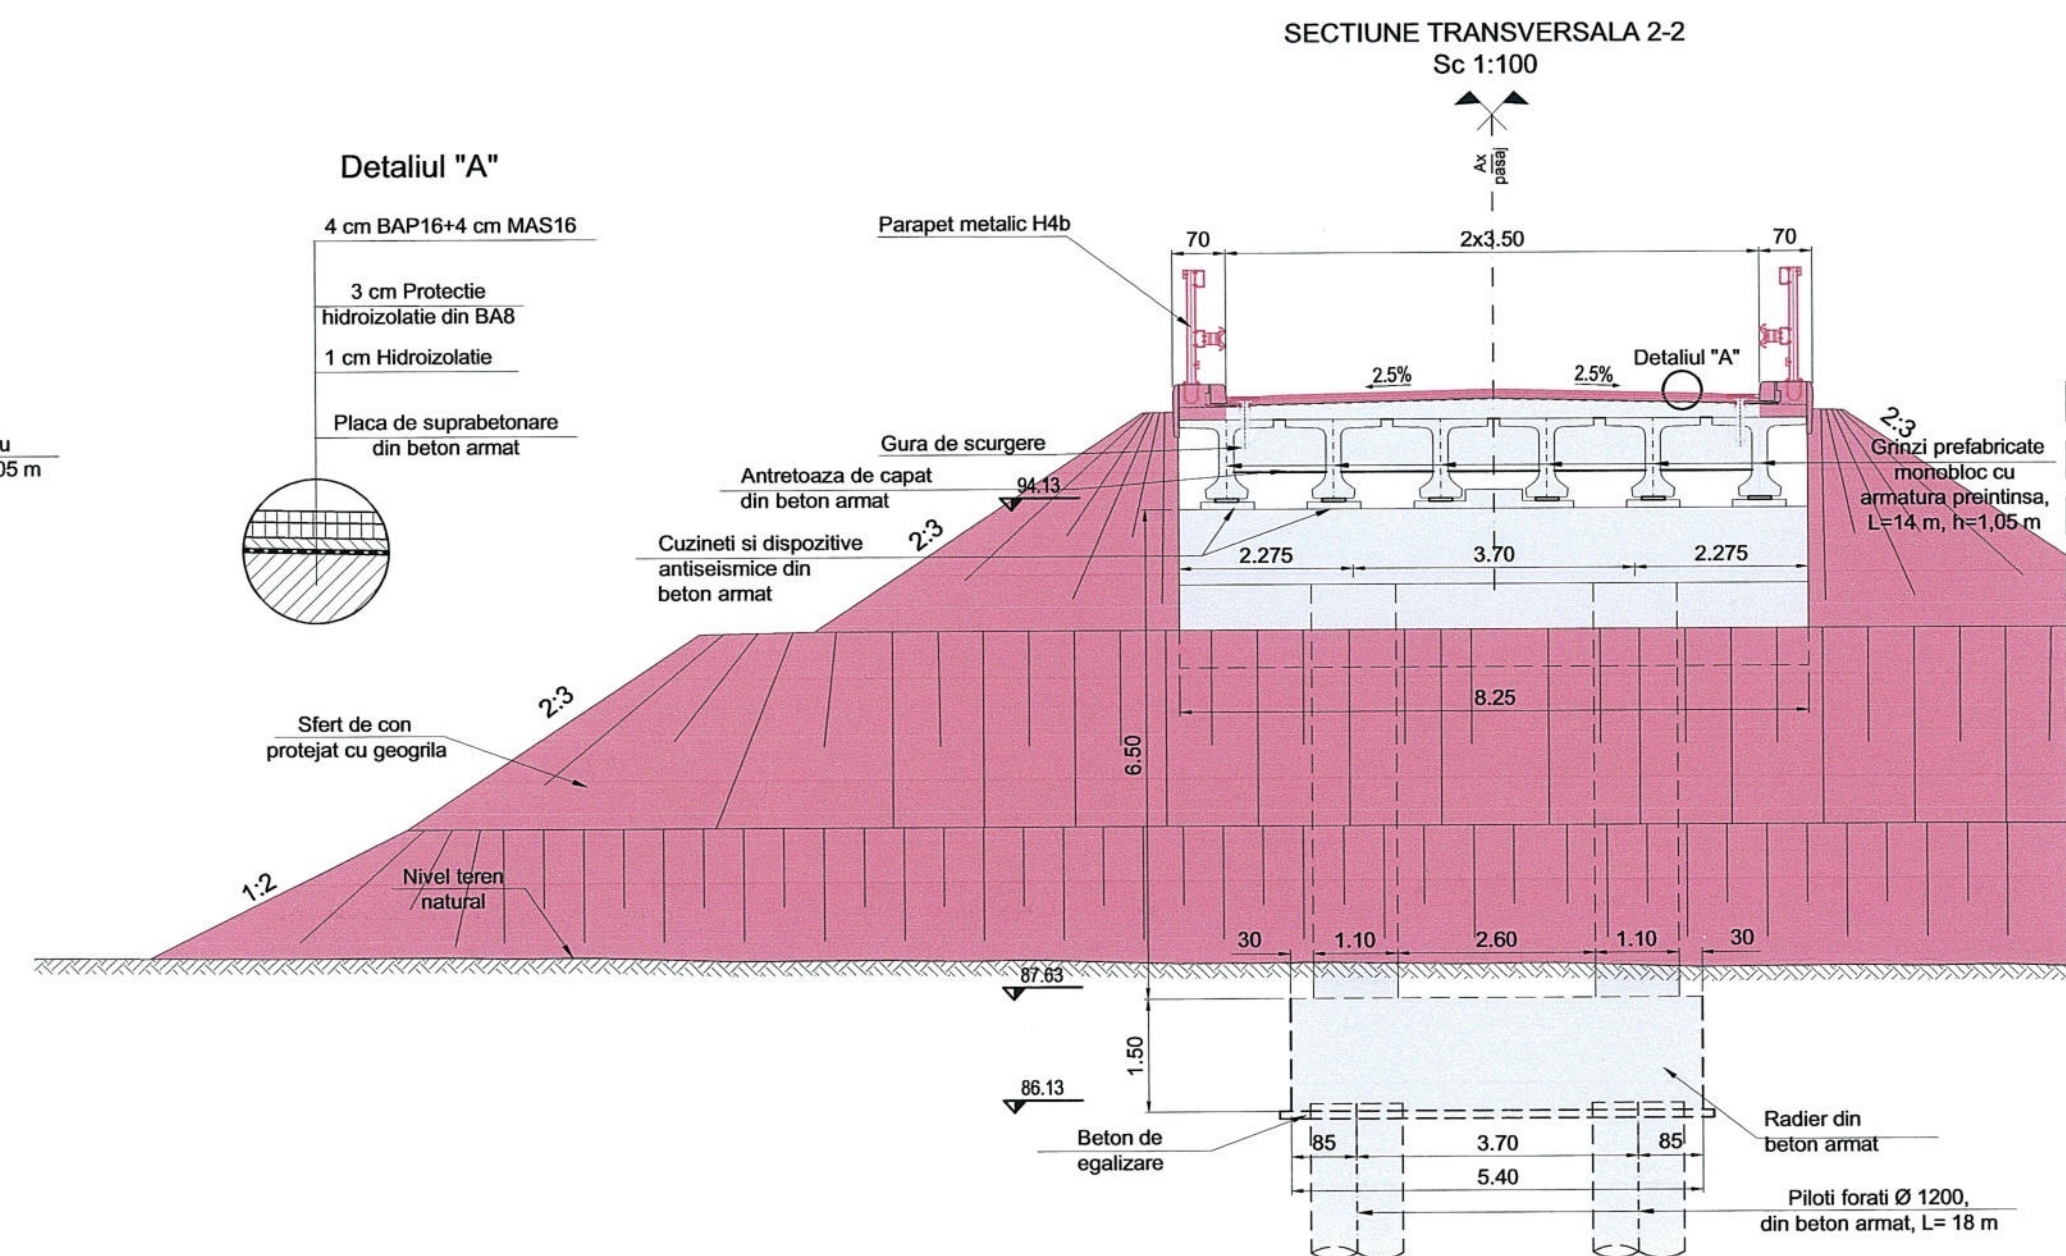 SECTIUNE TRANSVERSALA 2-2
Sc 1:100
Ax
pasaj
Detaliul "A"
4 cm BAP16+4 cm MAS16
3 cm Protectie
hidroizolatie din BA8
1 cm Hidroizolatie
Placa de suprabetonare
din beton armat
u
05 m
Parapet metalic H4b
70
2x3.50
70
2.5%
2.5%
Detaliul "A"
Gura de scurgere
Antretoaza de capat
din beton armat
94.13
Cuzineti si dispozitive
antiseismice din
beton armat
2:3
Grinzi prefabricate
monobloc cu
armatura preintinsa,
L=14 m, h=1,05 m
2:3
2.275
3.70
2.275
2:3
8.25
6.50
Sfert de con
protejat cu geogrila
1:2
Nivel teren
natural
30
1.10
2.60
1.10
30
87.63
1.50
86.13
Beton de
egalizare
85
3.70
85
5.40
Radier din
beton armat
Piloti forati Ø 1200,
din beton armat, L= 18 m